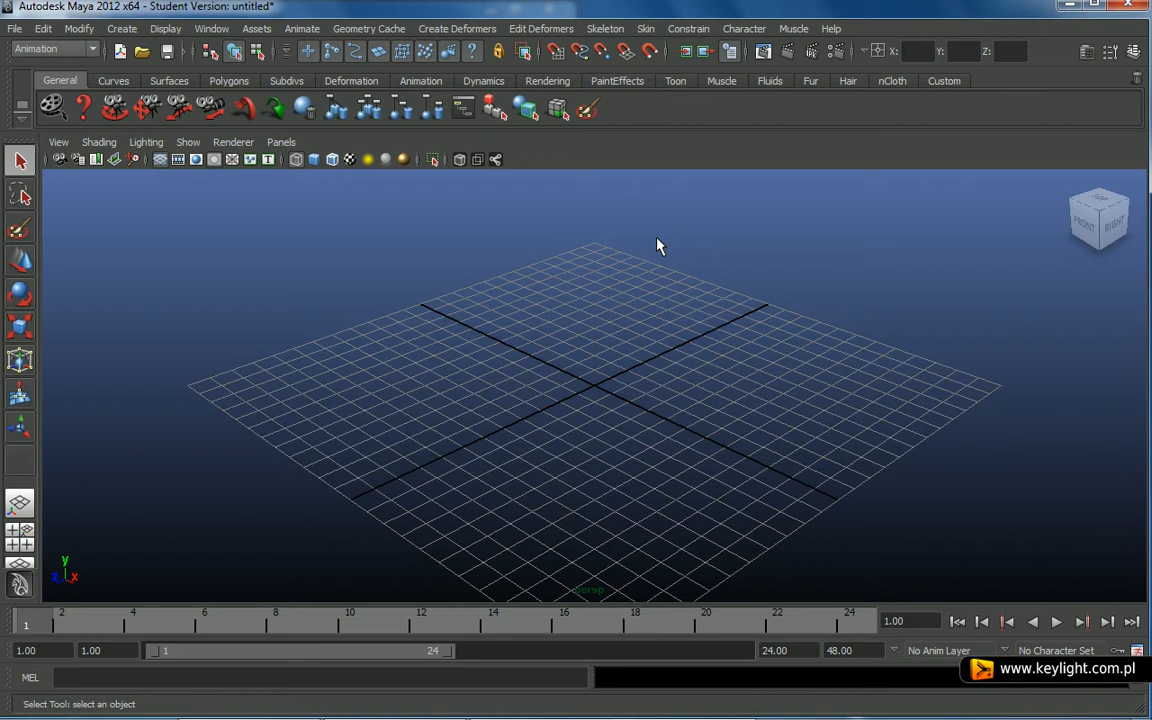 Autodesk Maya 2012 x64 - Student Version: untitled*
File Edit Modify Create Display Window Assets Animate Geometry Cache Create Deformers Edit Deformers Skeleton Skin Constrain Character Muscle Help
Animation X: Y: Z:
General Curves Surfaces Polygons Subdivs Deformation Animation Dynamics Rendering PaintEffects Toon Muscle Fluids Fur Hair nCloth Custom
View Shading Lighting Show Renderer Panels
TOP
FRONT RIGHT
y
z x
persp
1 2 4 6 8 10 12 14 16 18 20 22 24 1.00
1.00 1.00 1 24 24.00 48.00 No Anim Layer No Character Set
www.keylight.com.pl
MEL
Select Tool: select an object